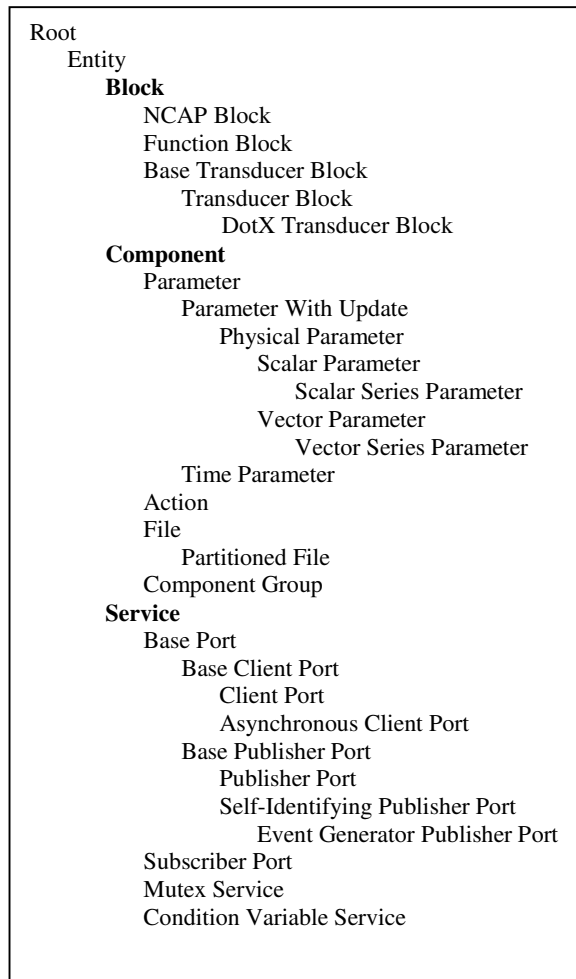 Root
Entity
Block
NCAP Block
Function Block
Base Transducer Block
Transducer Block
DotX Transducer Block
Component
Parameter
Parameter With Update
Physical Parameter
Scalar Parameter
Scalar Series Parameter
Vector Parameter
Vector Series Parameter
Time Parameter
Action
File
Partitioned File
Component Group
Service
Base Port
Base Client Port
Client Port
Asynchronous Client Port
Base Publisher Port
Publisher Port
Self-Identifying Publisher Port
Event Generator Publisher Port
Subscriber Port
Mutex Service
Condition Variable Service